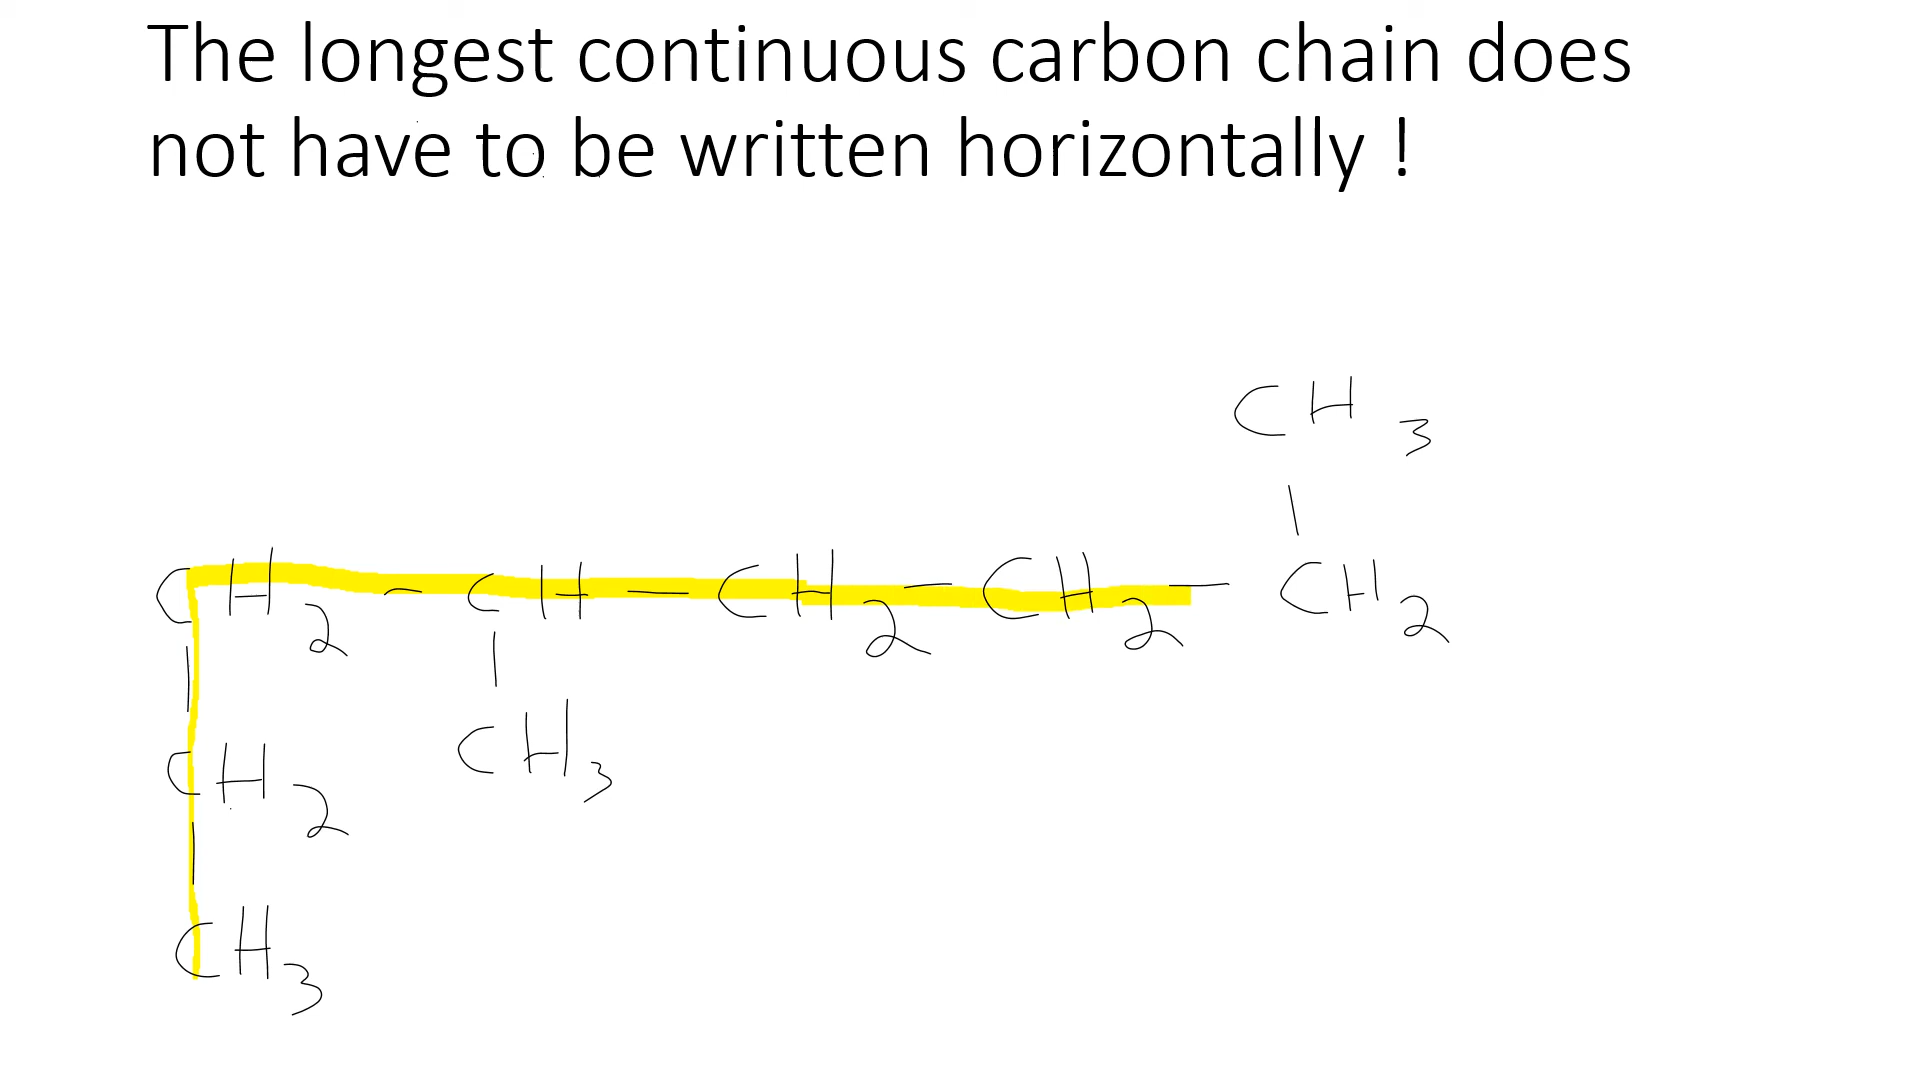 The longest continuous carbon chain does
not have to be written horizontally !
CH3
|
CH2 - CH - CH2 - CH2 - CH2
| |
CH2 CH3
|
CH3